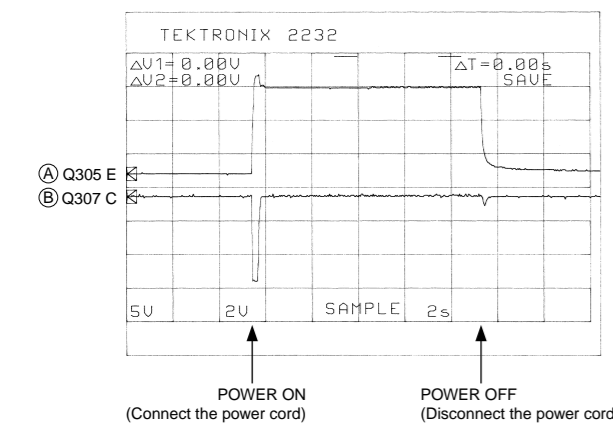 TEKTRONIX 2232
△V1=0.00V △T=0.00s
△V2=0.00V SAVE
Ⓐ Q305 E
Ⓑ Q307 C
5V 2V SAMPLE 2s
POWER ON POWER OFF
(Connect the power cord) (Disconnect the power cord